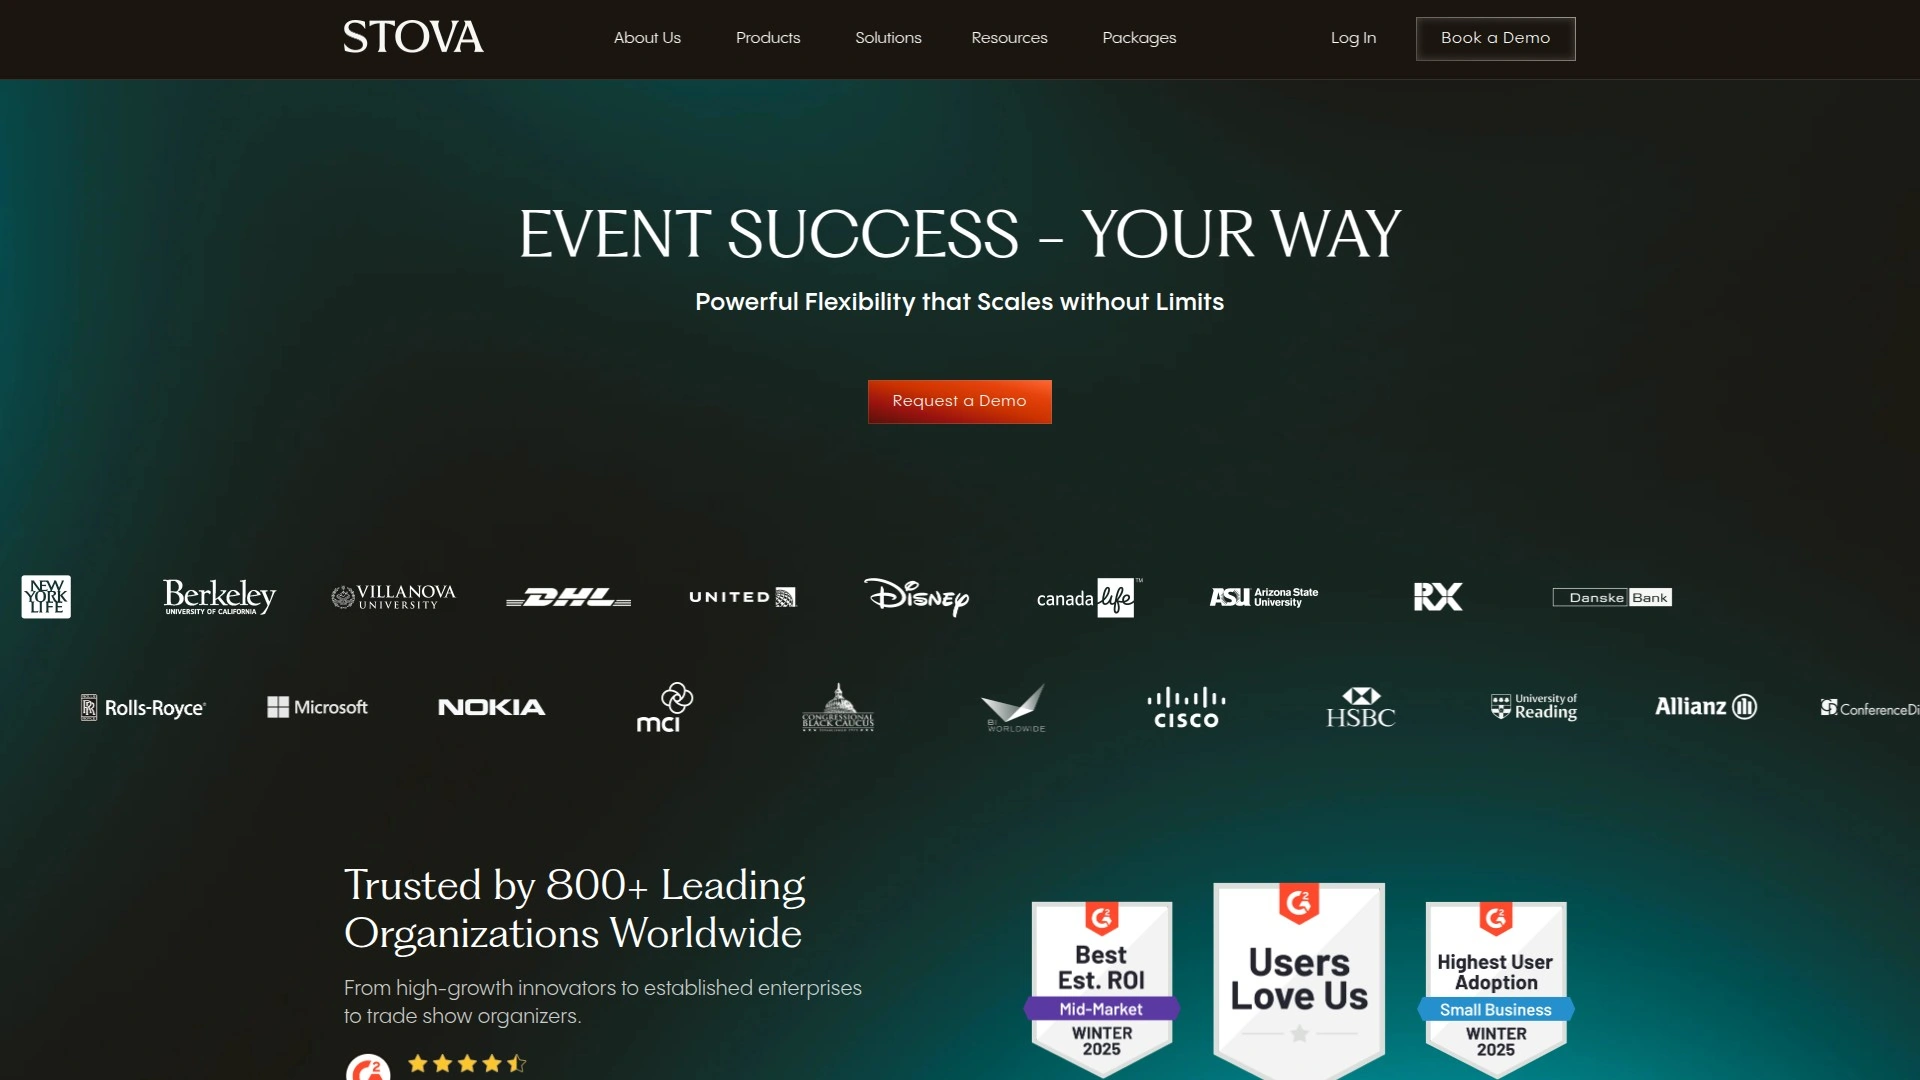 STOVA
About Us
Products
Solutions
Resources
Packages
Log In
Book a Demo
EVENT SUCCESS – YOUR WAY
Powerful Flexibility that Scales without Limits
Request a Demo
NEW
YORK
LIFE
Berkeley
UNIVERSITY OF CALIFORNIA
VILLANOVA
UNIVERSITY
DHL
UNITED
Disney
canada life™
ASU Arizona State
University
RX
Danske Bank
Rolls-Royce
Microsoft
NOKIA
mci
CONGRESSIONAL
BLACK CAUCUS
BI
WORLDWIDE
CISCO
HSBC
University of
Reading
Allianz
ConferenceDi
Trusted by 800+ Leading
Organizations Worldwide
From high-growth innovators to established enterprises
to trade show organizers.
G2
Best
Est. ROI
Mid-Market
WINTER
2025
G2
Users
Love Us
G2
Highest User
Adoption
Small Business
WINTER
2025
G2